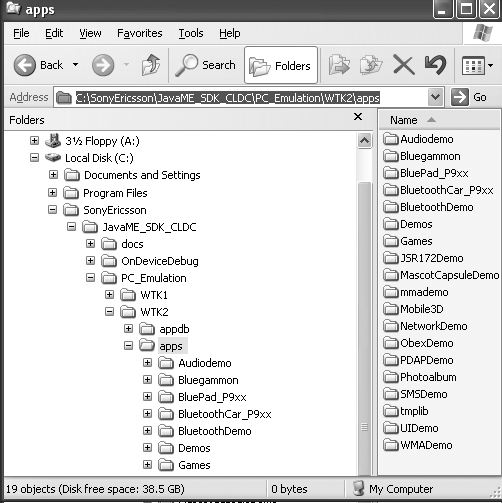 apps
File Edit View Favorites Tools Help
Back Search Folders
Address C:\SonyEricsson\JavaME_SDK_CLDC\PC_Emulation\WTK2\apps Go
Folders
3½ Floppy (A:)
Local Disk (C:)
Documents and Settings
Program Files
SonyEricsson
JavaME_SDK_CLDC
docs
OnDeviceDebug
PC_Emulation
WTK1
WTK2
appdb
apps
Audiodemo
Bluegammon
BluePad_P9xx
BluetoothCar_P9xx
BluetoothDemo
Demos
Games
Name
Audiodemo
Bluegammon
BluePad_P9xx
BluetoothCar_P9xx
BluetoothDemo
Demos
Games
JSR172Demo
MascotCapsuleDemo
mmademo
Mobile3D
NetworkDemo
ObexDemo
PDAPDemo
Photoalbum
SMSDemo
tmplib
UIDemo
WMADemo
19 objects (Disk free space: 38.5 GB) 0 bytes My Computer